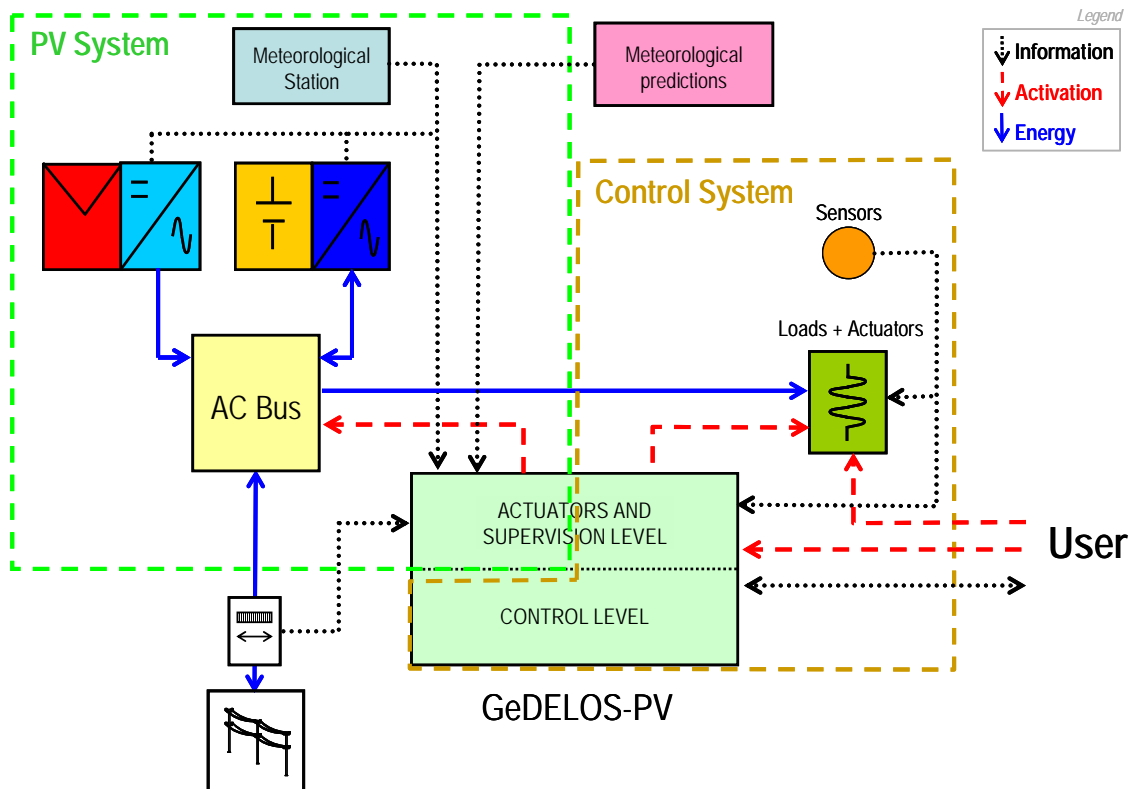 Legend
PV System
Meteorological
Station
Meteorological
predictions
Information
Activation
Energy
Control System
Sensors
Loads + Actuators
AC Bus
ACTUATORS AND
SUPERVISION LEVEL
User
CONTROL LEVEL
GeDELOS-PV